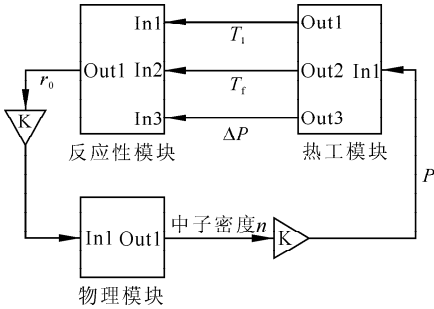 In1
T₁
Out1
Out1
In2
T_f
Out2
In1
r₀
K
In3
ΔP
Out3
反应性模块
热工模块
P
In1 Out1
中子密度n
K
物理模块